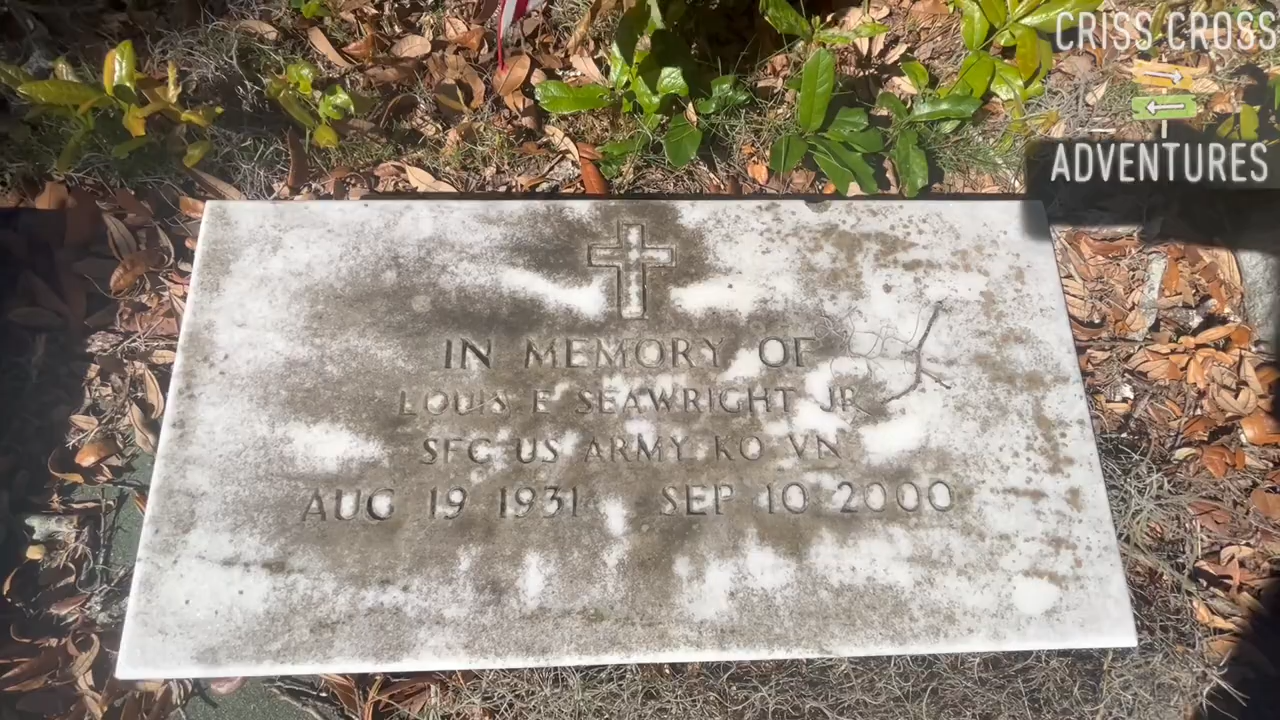 CRISS CROSS
ADVENTURES
IN MEMORY OF
LOUIS E SEAWRIGHT JR
SFC US ARMY KO VN
AUG 19 1931 SEP 10 2000